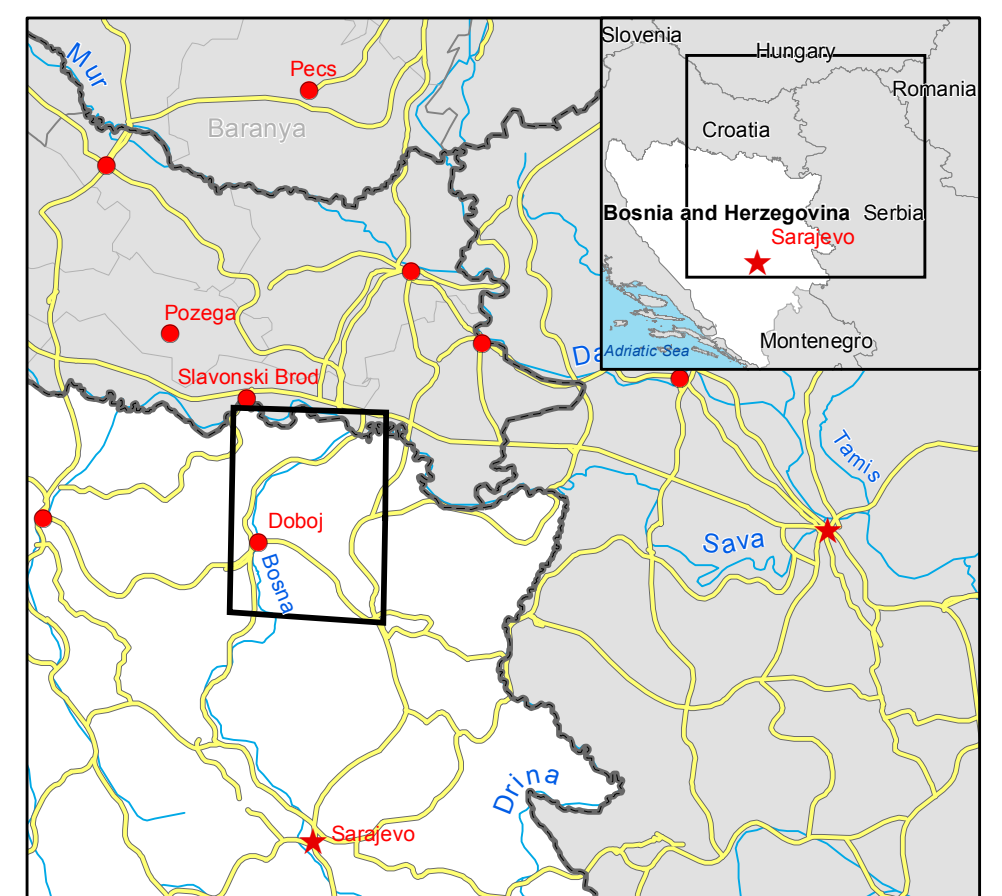 Slovenia
Hungary
Mur
Pecs
Romania
Baranya
Croatia
Bosnia and Herzegovina
Serbia
Sarajevo
Pozega
Montenegro
Da
Adriatic Sea
Slavonski Brod
Tamis
Doboj
Sava
Bosna
Drina
Sarajevo